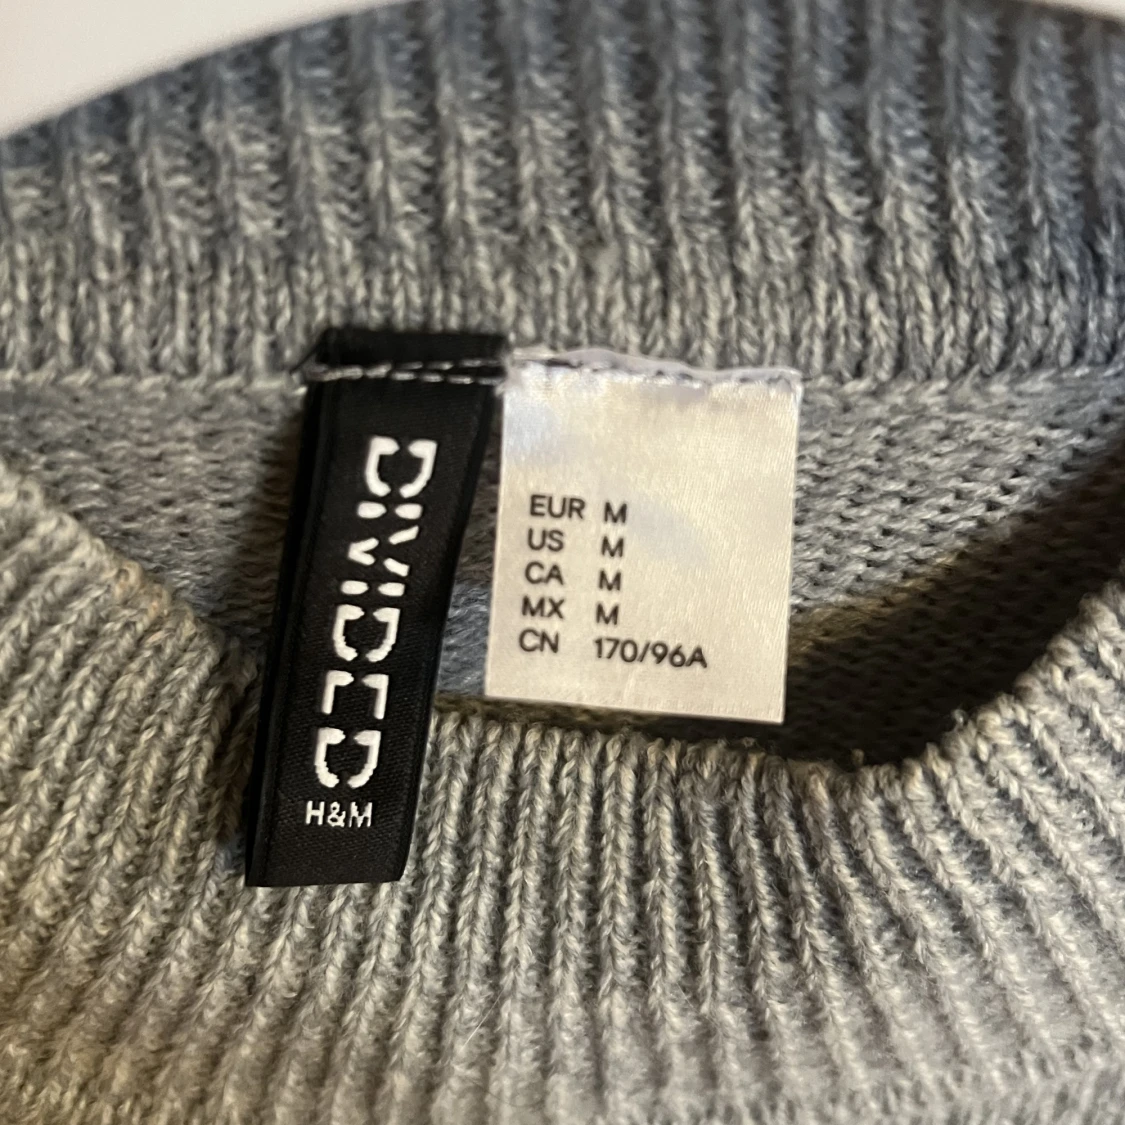 DIVIDED
H&M
EUR M
US M
CA M
MX M
CN 170/96A